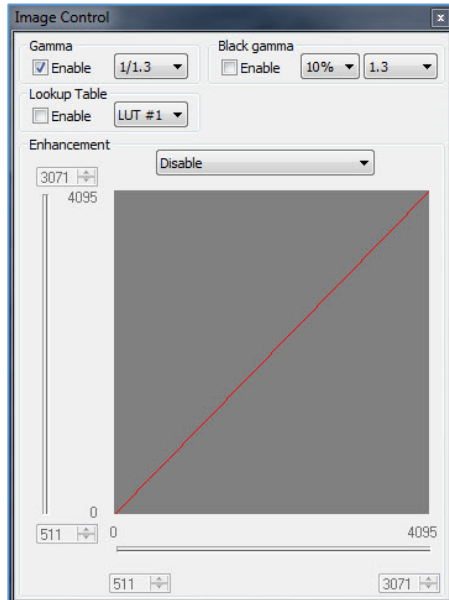 Image Control
x
Gamma
Enable
1/1.3
Black gamma
Enable
10%
1.3
Lookup Table
Enable
LUT #1
Enhancement
Disable
3071
4095
0
511
0
4095
511
3071